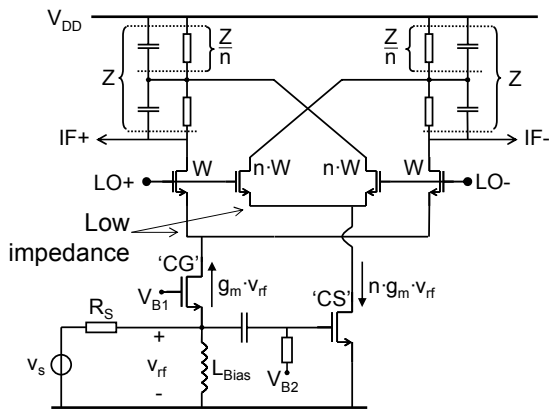 V_DD
Z/n
Z/n
Z
Z
IF+
IF-
W
n·W
n·W
W
LO+
LO-
Low
impedance
'CG'
g_m·v_rf
'CS'
n·g_m·v_rf
V_B1
R_S
+
v_s
v_rf
L_Bias
V_B2
-